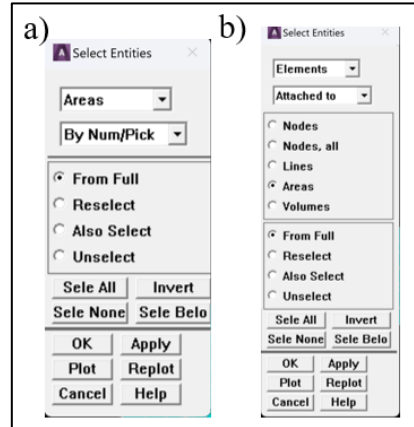 a)
Select Entities
Areas
By Num/Pick
From Full
Reselect
Also Select
Unselect
Sele All Invert
Sele None Sele Belo
OK Apply
Plot Replot
Cancel Help
b)
Select Entities
Elements
Attached to
Nodes
Nodes, all
Lines
Areas
Volumes
From Full
Reselect
Also Select
Unselect
Sele All Invert
Sele None Sele Belo
OK Apply
Plot Replot
Cancel Help